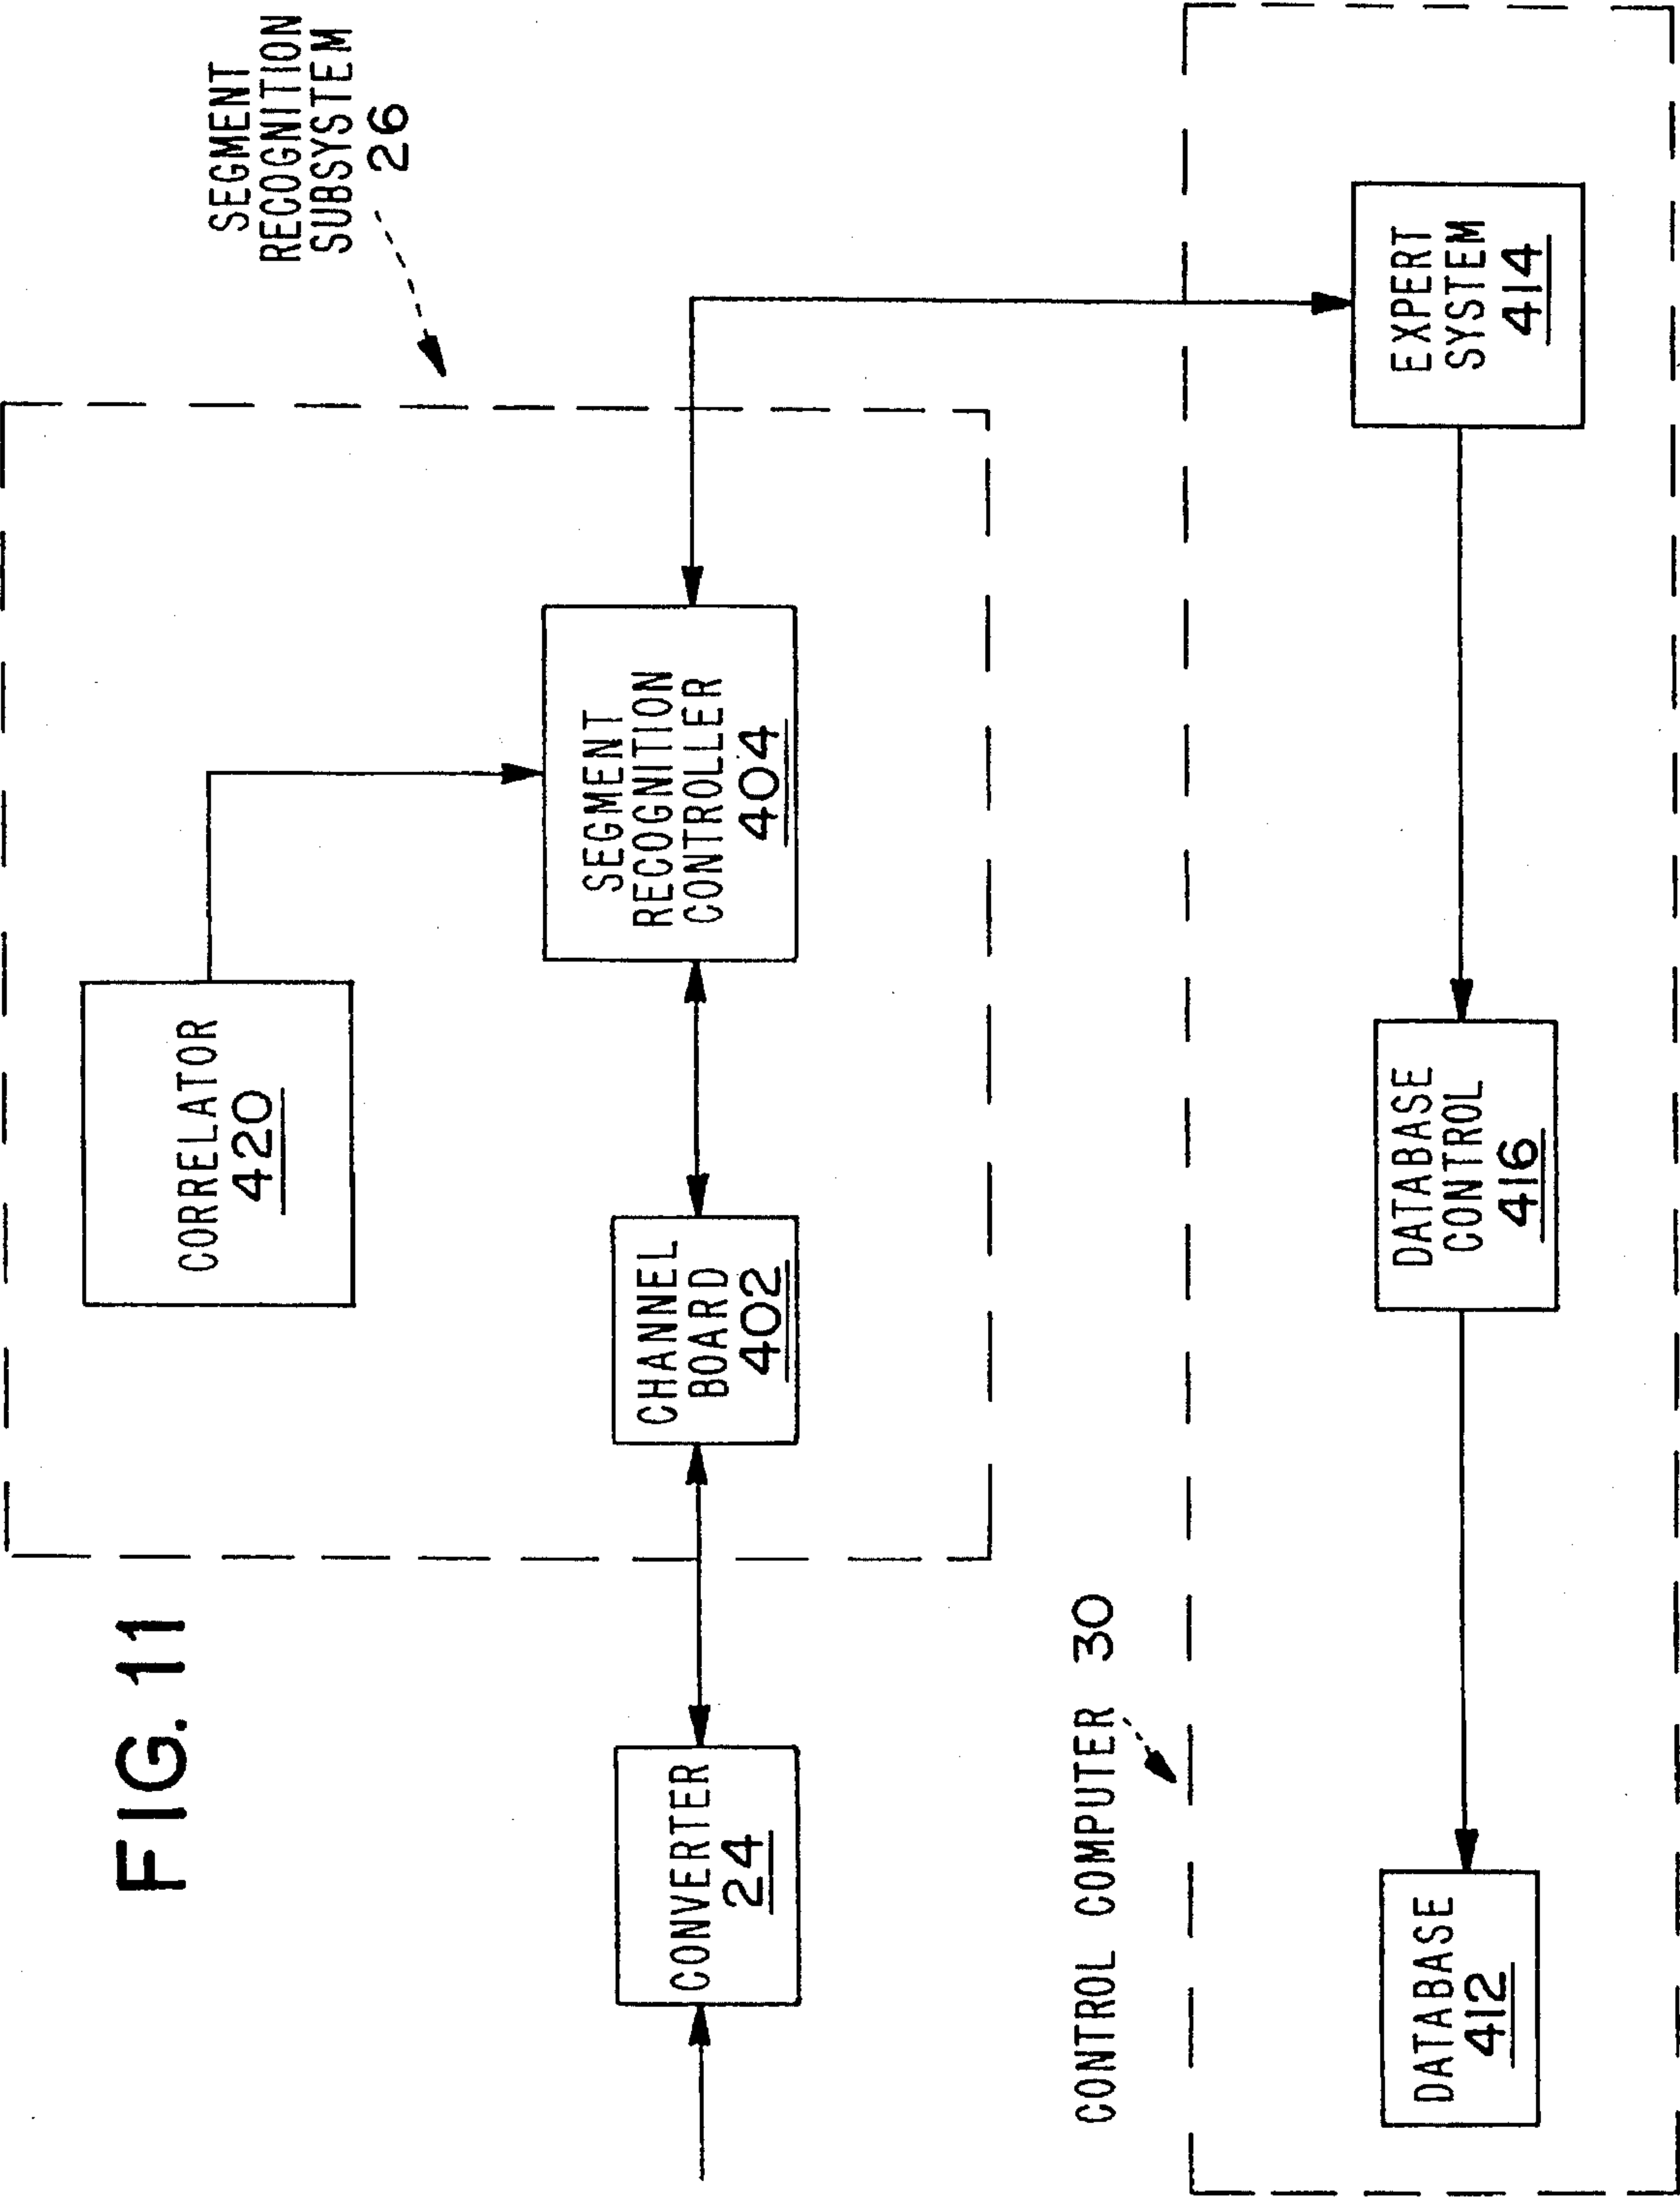 FIG. 11
SEGMENT
RECOGNITION
SUBSYSTEM
26
CORRELATOR
420
CONVERTER
24
CHANNEL
BOARD
402
SEGMENT
RECOGNITION
CONTROLLER
404
CONTROL COMPUTER 30
DATABASE
412
DATABASE
CONTROL
416
EXPERT
SYSTEM
414